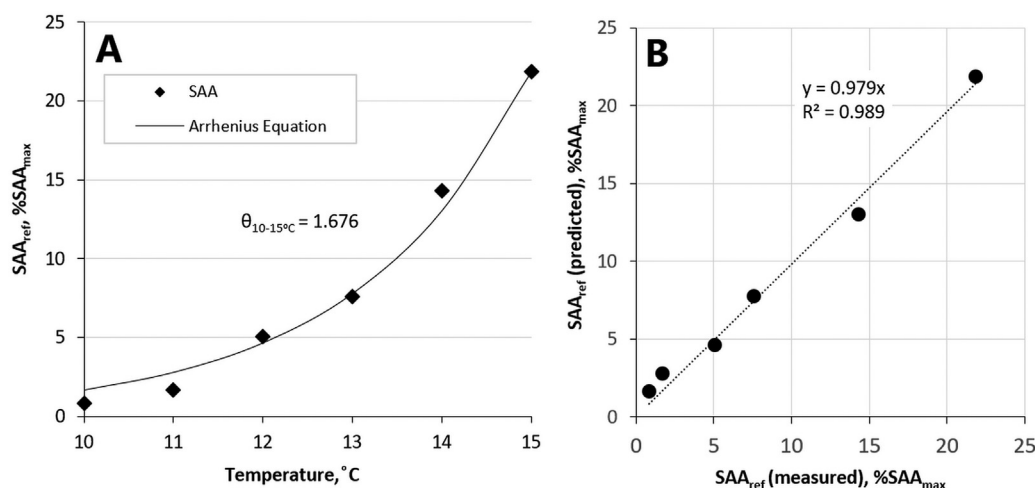 A
SAA
Arrhenius Equation
θ10-15ºC = 1.676
SAAref, %SAAmax
25
20
15
10
5
0
10 11 12 13 14 15
Temperature,˚C
B
y = 0.979x
R² = 0.989
SAAref (predicted), %SAAmax
25
20
15
10
5
0
0 5 10 15 20 25
SAAref (measured), %SAAmax